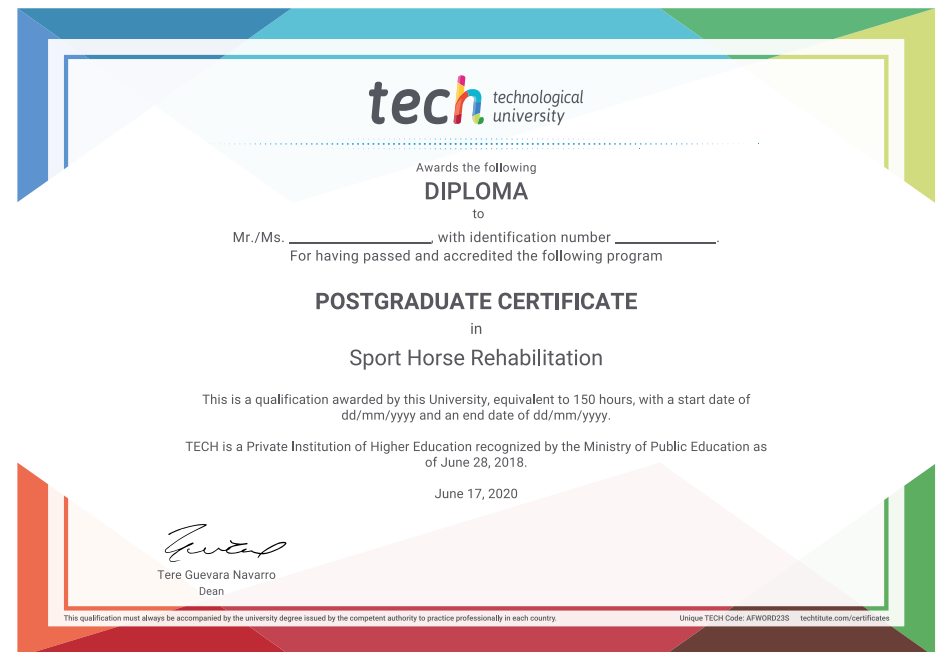 tech technological
university
Awards the following
DIPLOMA
to
Mr./Ms. ____________, with identification number ____________.
For having passed and accredited the following program
POSTGRADUATE CERTIFICATE
in
Sport Horse Rehabilitation
This is a qualification awarded by this University, equivalent to 150 hours, with a start date of
dd/mm/yyyy and an end date of dd/mm/yyyy.
TECH is a Private Institution of Higher Education recognized by the Ministry of Public Education as
of June 28, 2018.
June 17, 2020
Tere Guevara Navarro
Dean
This qualification must always be accompanied by the university degree issued by the competent authority to practice professionally in each country.
Unique TECH Code: AFWORD23S techtitute.com/certificates